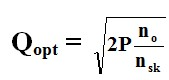 Q_opt = √(2P n_o/n_sk)